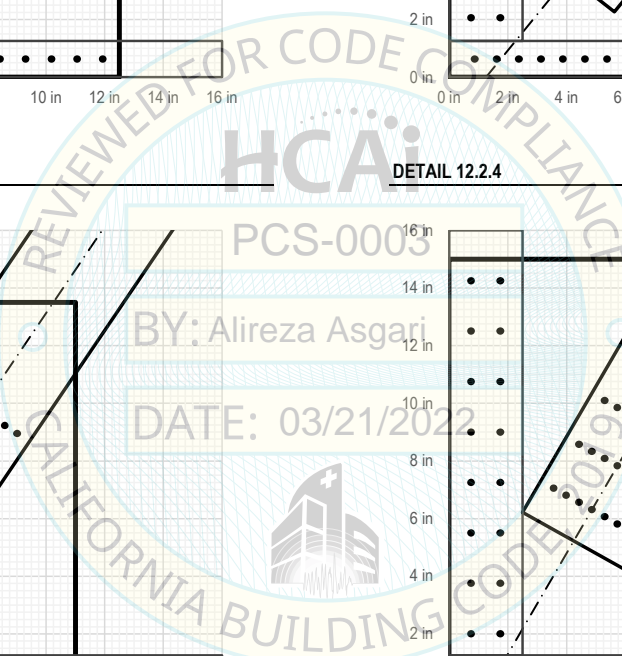 2 in
0 in
10 in 12 in 14 in 16 in
0 in 2 in 4 in 6
REVIEWED FOR CODE COMPLIANCE
HCAi
DETAIL 12.2.4
16 in
PCS-0003
14 in
BY: Alireza Asgari
12 in
10 in
DATE: 03/21/2022
8 in
6 in
4 in
2 in
CALIFORNIA BUILDING CODE, 2019